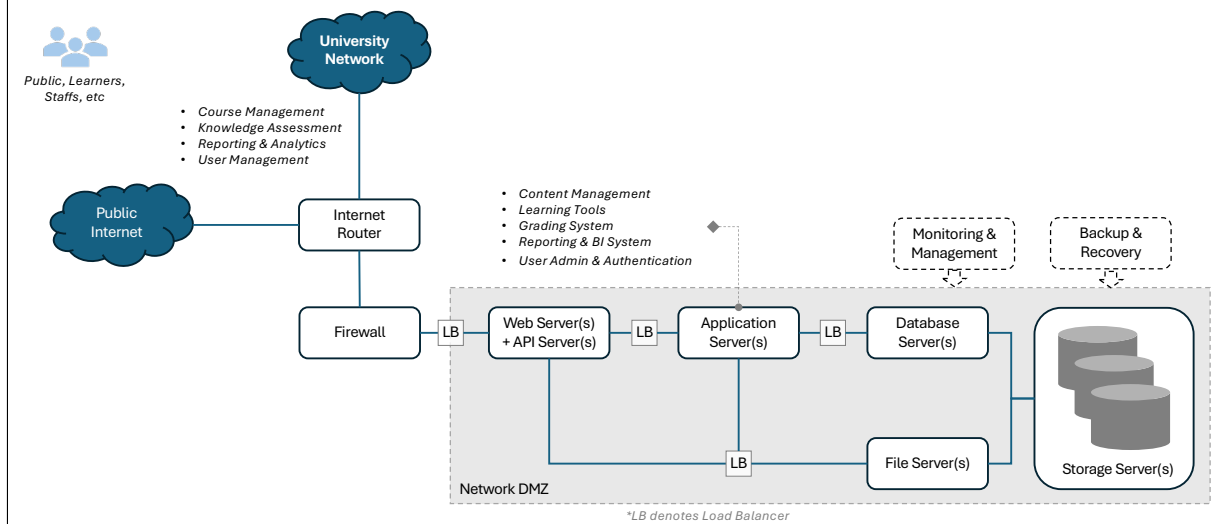 University
Network
Public, Learners,
Staffs, etc
• Course Management
• Knowledge Assessment
• Reporting & Analytics
• User Management
Public
Internet
Internet
Router
• Content Management
• Learning Tools
• Grading System
• Reporting & BI System
• User Admin & Authentication
Monitoring &
Management
Backup &
Recovery
Firewall
LB
Web Server(s)
+ API Server(s)
LB
Application
Server(s)
LB
Database
Server(s)
LB
File Server(s)
Storage Server(s)
Network DMZ
*LB denotes Load Balancer